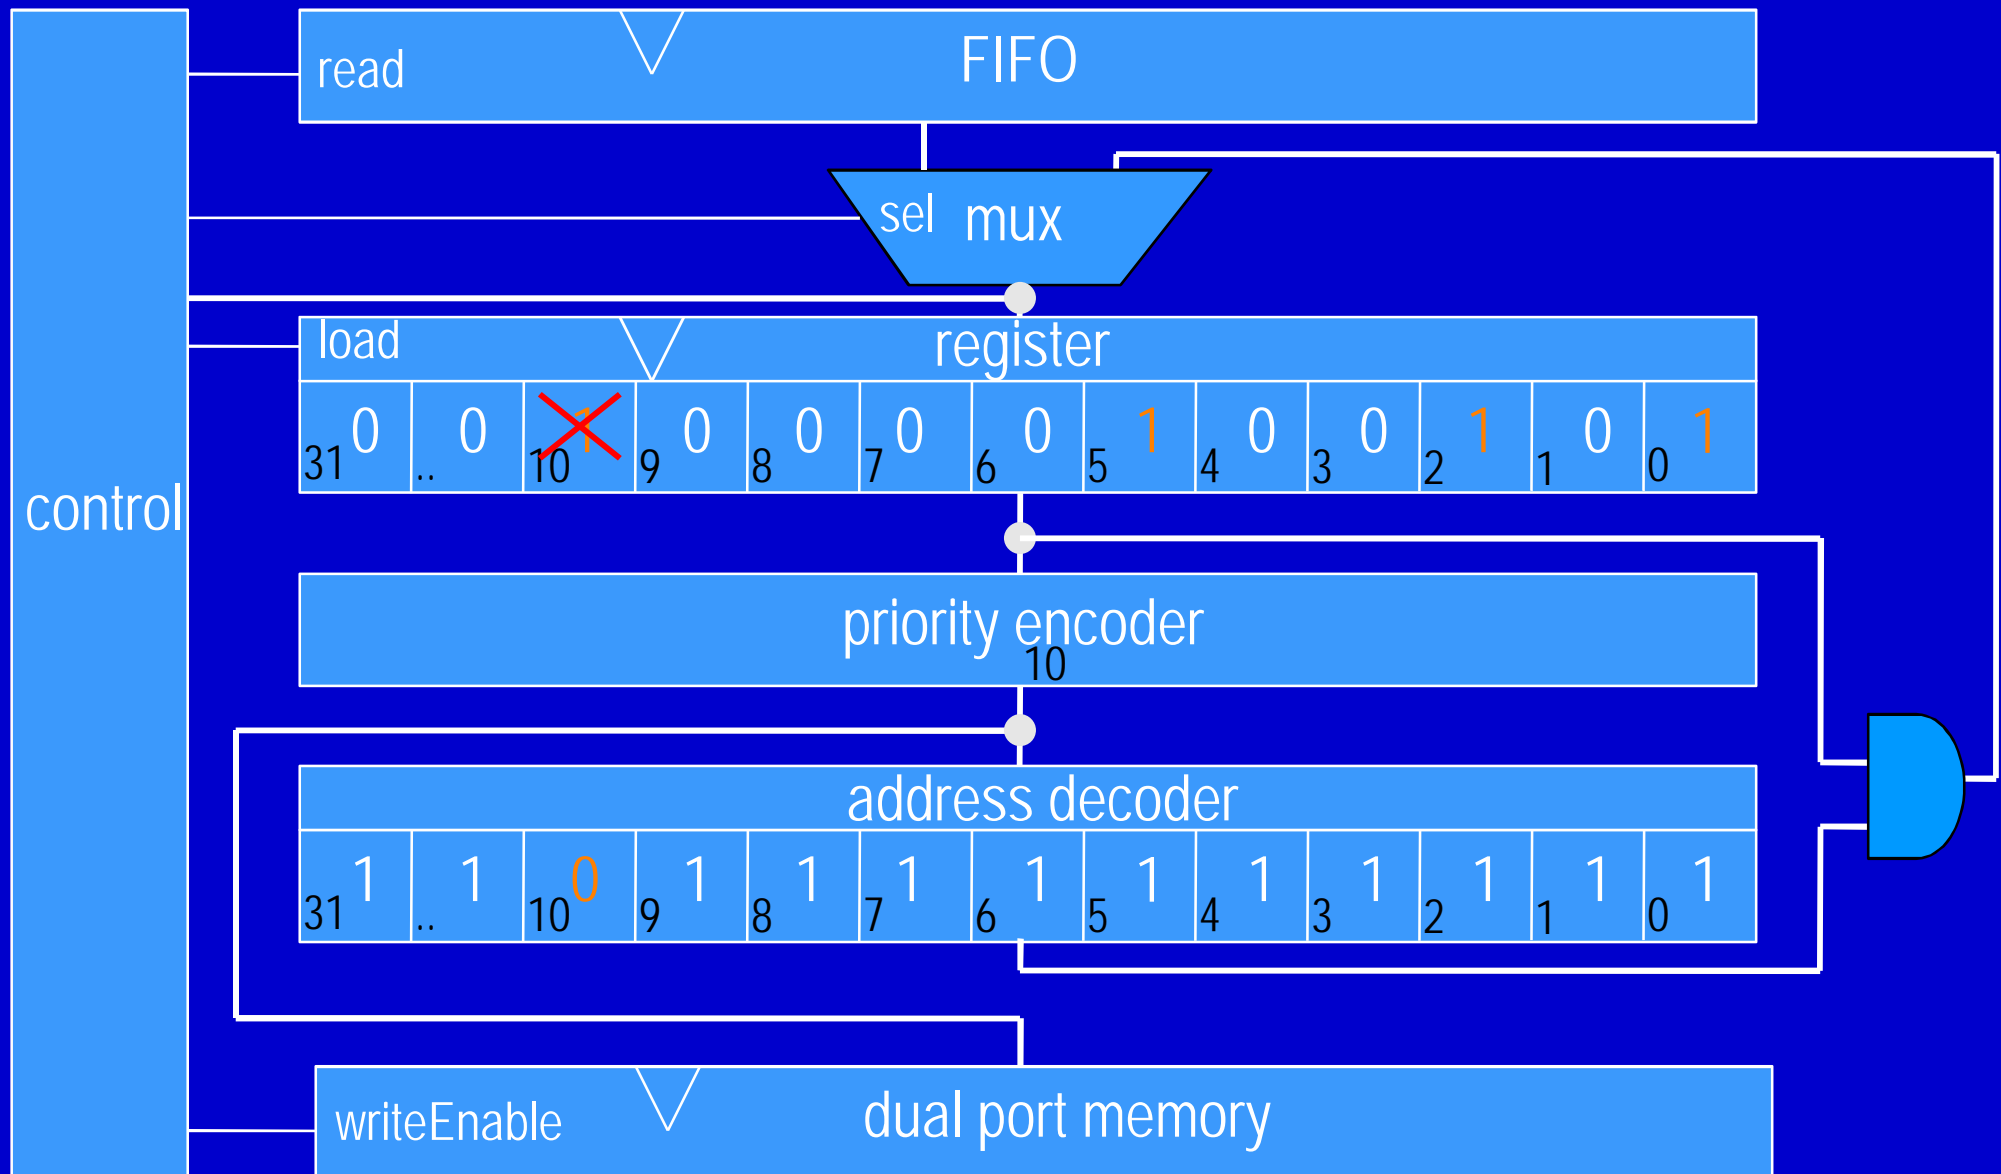 read FIFO
sel mux
load register
0 0 1 0 0 0 0 1 0 0 1 0 1
31 .. 10 9 8 7 6 5 4 3 2 1 0
control
priority encoder
10
address decoder
1 1 0 1 1 1 1 1 1 1 1 1 1
31 .. 10 9 8 7 6 5 4 3 2 1 0
writeEnable dual port memory